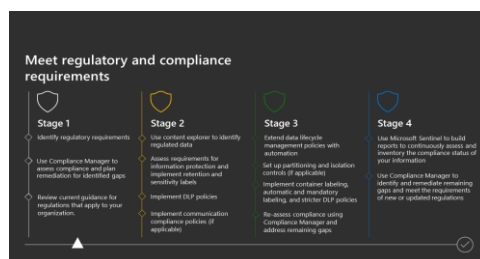 Meet regulatory and compliance
requirements
Stage 1
Identify regulatory requirements
Use Compliance Manager to
assess compliance and plan
remediation for identified gaps
Review current guidance for
regulations that apply to your
organization.
Stage 2
Use content explorer to identify
regulated data
Assess requirements for
information protection and
implement retention and
sensitivity labels
Implement DLP policies
Implement communication
compliance policies (if
applicable)
Stage 3
Extend data lifecycle
management policies with
automation
Set up partitioning and isolation
controls (if applicable)
Implement container labeling,
automatic and mandatory
labeling, and stricter DLP policies
Re-assess compliance using
Compliance Manager and
address remaining gaps
Stage 4
Use Microsoft Sentinel to build
reports to continuously assess and
inventory the compliance status of
your information
Use Compliance Manager to
identify and remediate remaining
gaps and meet the requirements
of new or updated regulations